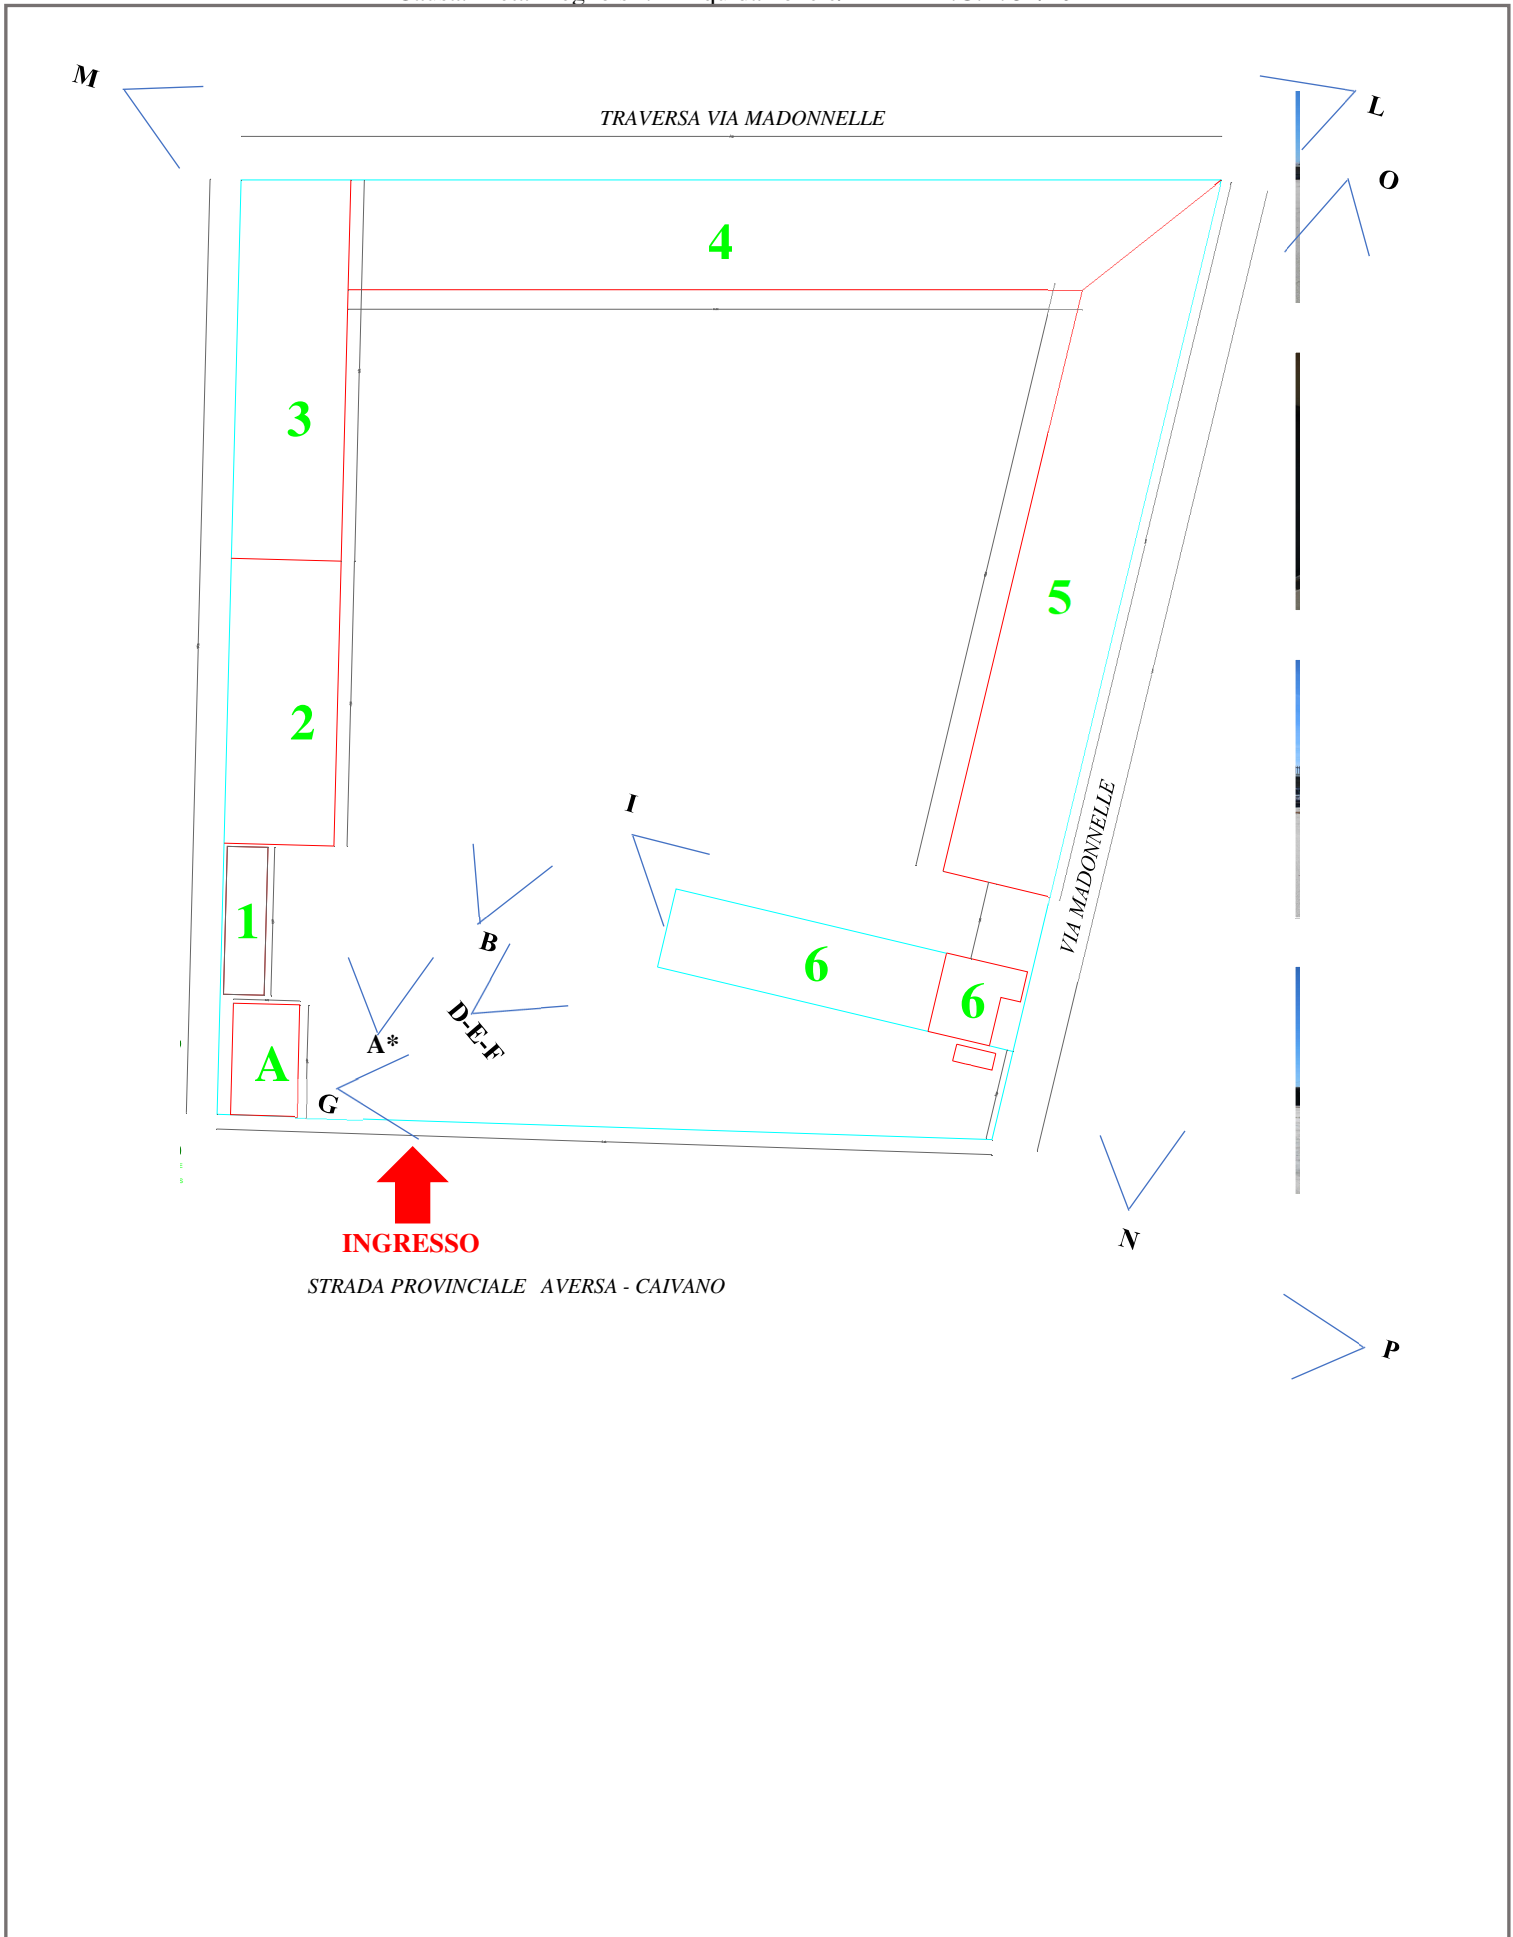 M
L
TRAVERSA VIA MADONNELLE
O
4
3
5
2
I
VIA MADONNELLE
1
B
6
6
D-E-F
A*
A
G
INGRESSO
N
STRADA PROVINCIALE AVERSA - CAIVANO
P